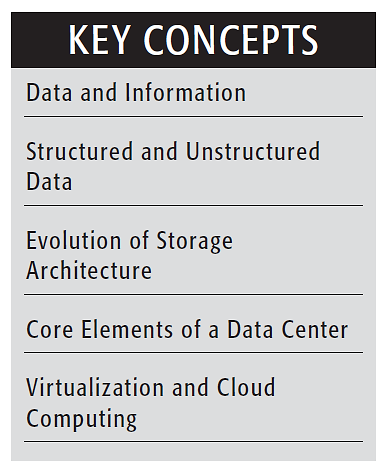 KEY CONCEPTS
Data and Information
Structured and Unstructured
Data
Evolution of Storage
Architecture
Core Elements of a Data Center
Virtualization and Cloud
Computing